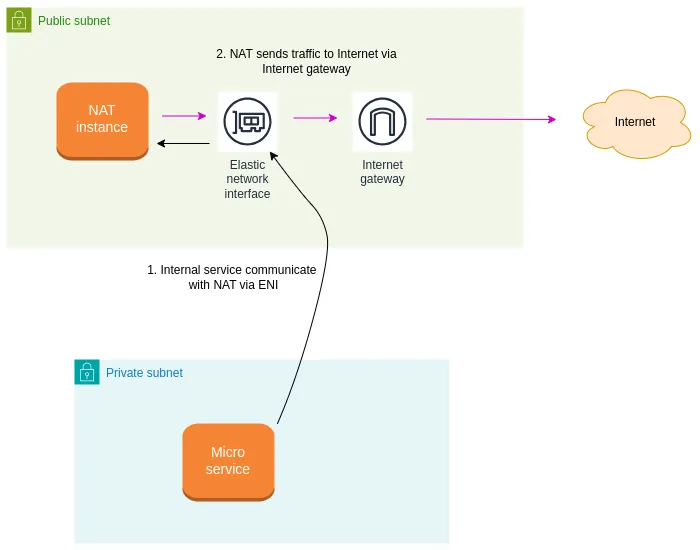 Public subnet
2. NAT sends traffic to Internet via
Internet gateway
NAT
instance
Elastic
network
interface
Internet
gateway
Internet
1. Internal service communicate
with NAT via ENI
Private subnet
Micro
service